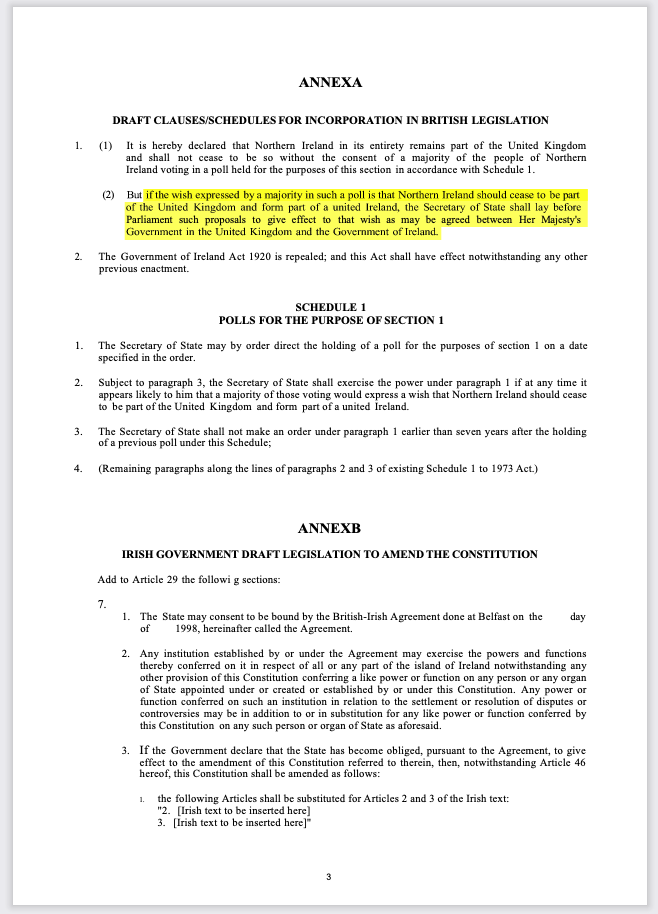 ANNEXA
DRAFT CLAUSES/SCHEDULES FOR INCORPORATION IN BRITISH LEGISLATION
1. (1) It is hereby declared that Northern Ireland in its entirety remains part of the United Kingdom
and shall not cease to be so without the consent of a majority of the people of Northern
Ireland voting in a poll held for the purposes of this section in accordance with Schedule 1.
(2) But if the wish expressed by a majority in such a poll is that Northern Ireland should cease to be part
of the United Kingdom and form part of a united Ireland, the Secretary of State shall lay before
Parliament such proposals to give effect to that wish as may be agreed between Her Majesty's
Government in the United Kingdom and the Government of Ireland.
2. The Government of Ireland Act 1920 is repealed; and this Act shall have effect notwithstanding any other
previous enactment.
SCHEDULE 1
POLLS FOR THE PURPOSE OF SECTION 1
1. The Secretary of State may by order direct the holding of a poll for the purposes of section 1 on a date
specified in the order.
2. Subject to paragraph 3, the Secretary of State shall exercise the power under paragraph 1 if at any time it
appears likely to him that a majority of those voting would express a wish that Northern Ireland should cease
to be part of the United Kingdom and form part of a united Ireland.
3. The Secretary of State shall not make an order under paragraph 1 earlier than seven years after the holding
of a previous poll under this Schedule;
4. (Remaining paragraphs along the lines of paragraphs 2 and 3 of existing Schedule 1 to 1973 Act.)
ANNEXB
IRISH GOVERNMENT DRAFT LEGISLATION TO AMEND THE CONSTITUTION
Add to Article 29 the followi g sections:
7.
1. The State may consent to be bound by the British-Irish Agreement done at Belfast on the day
of 1998, hereinafter called the Agreement.
2. Any institution established by or under the Agreement may exercise the powers and functions
thereby conferred on it in respect of all or any part of the island of Ireland notwithstanding any
other provision of this Constitution conferring a like power or function on any person or any organ
of State appointed under or created or established by or under this Constitution. Any power or
function conferred on such an institution in relation to the settlement or resolution of disputes or
controversies may be in addition to or in substitution for any like power or function conferred by
this Constitution on any such person or organ of State as aforesaid.
3. If the Government declare that the State has become obliged, pursuant to the Agreement, to give
effect to the amendment of this Constitution referred to therein, then, notwithstanding Article 46
hereof, this Constitution shall be amended as follows:
1. the following Articles shall be substituted for Articles 2 and 3 of the Irish text:
"2. [Irish text to be inserted here]
3. [Irish text to be inserted here]"
3